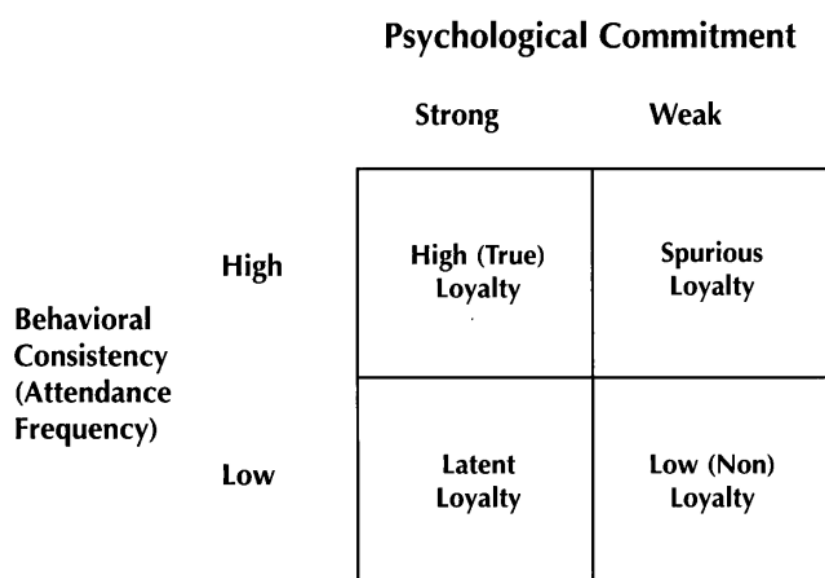 Psychological Commitment
Strong Weak
High
High (True)
Loyalty
Spurious
Loyalty
Behavioral
Consistency
(Attendance
Frequency)
Low
Latent
Loyalty
Low (Non)
Loyalty